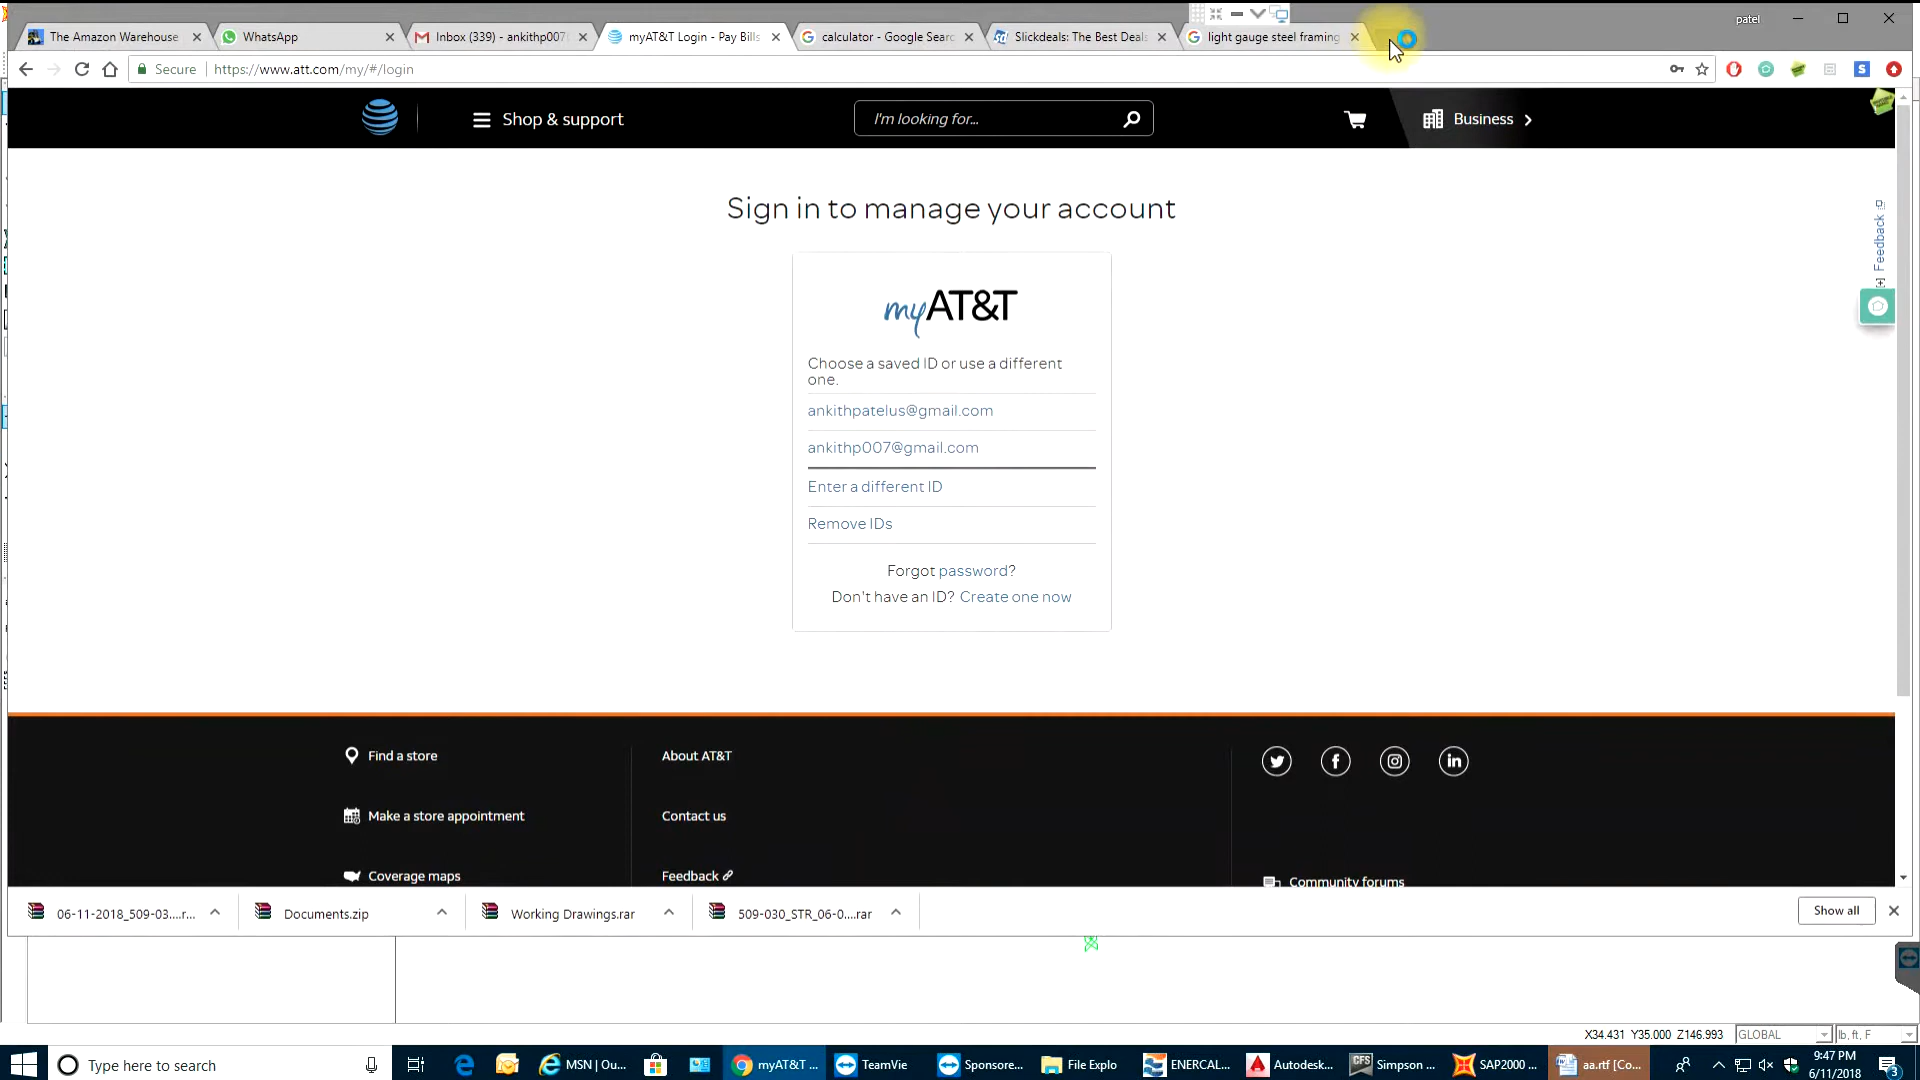 patel
The Amazon Warehouse
WhatsApp
Inbox (339) - ankithp007
myAT&T Login - Pay Bills
calculator - Google Searc
Slickdeals: The Best Deals
light gauge steel framing
Secure
https://www.att.com/my/#/login
Shop & support
I'm looking for...
Business
Sign in to manage your account
Feedback
myAT&T
Choose a saved ID or use a different
one.
ankithpatelus@gmail.com
ankithp007@gmail.com
Enter a different ID
Remove IDs
Forgot password?
Don't have an ID? Create one now
Find a store
About AT&T
Make a store appointment
Contact us
Coverage maps
Feedback
Community forums
06-11-2018_509-03....r...
Documents.zip
Working Drawings.rar
509-030_STR_06-0....rar
Show all
X34.431 Y35.000 Z146.993
GLOBAL
lb, ft, F
Type here to search
MSN | Ou...
myAT&T ...
TeamVie
Sponsore...
File Explo
ENERCAL...
Autodesk...
CFS
Simpson ...
SAP2000 ...
aa.rtf [Co...
9:47 PM
6/11/2018
3